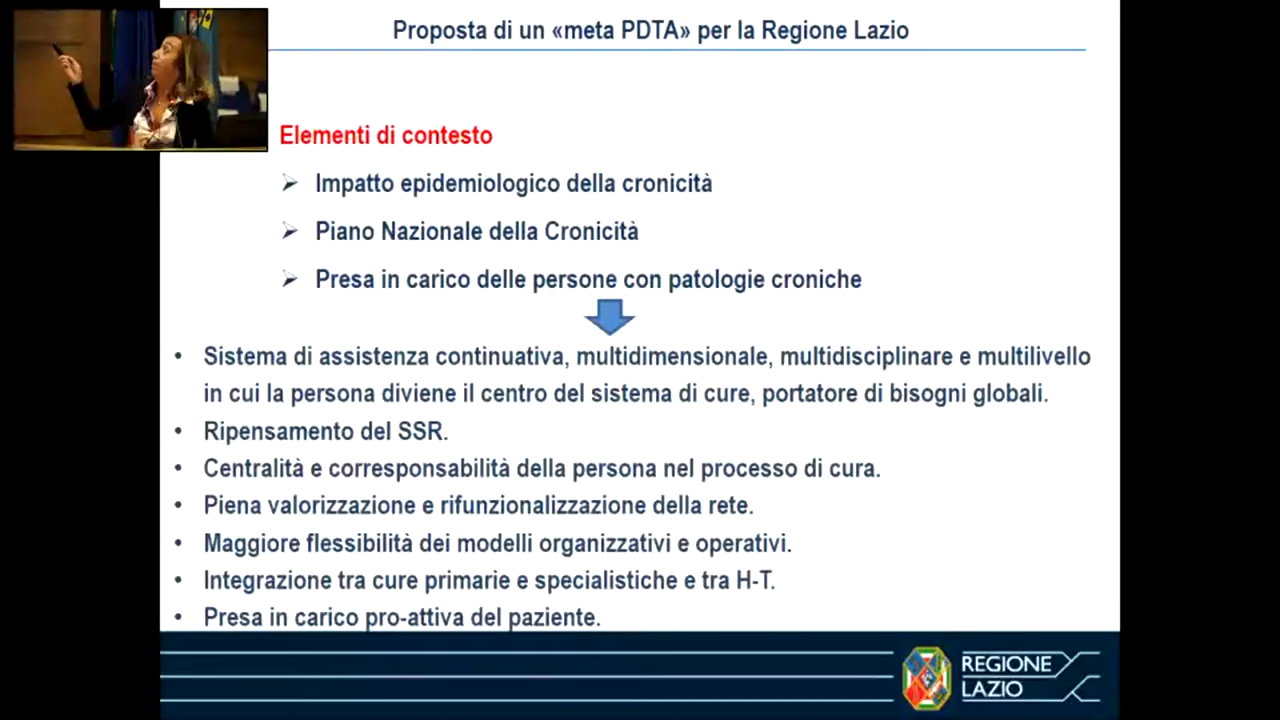 Proposta di un «meta PDTA» per la Regione Lazio
Elementi di contesto
➢ Impatto epidemiologico della cronicità
➢ Piano Nazionale della Cronicità
➢ Presa in carico delle persone con patologie croniche
• Sistema di assistenza continuativa, multidimensionale, multidisciplinare e multilivello
in cui la persona diviene il centro del sistema di cure, portatore di bisogni globali.
• Ripensamento del SSR.
• Centralità e corresponsabilità della persona nel processo di cura.
• Piena valorizzazione e rifunzionalizzazione della rete.
• Maggiore flessibilità dei modelli organizzativi e operativi.
• Integrazione tra cure primarie e specialistiche e tra H-T.
• Presa in carico pro-attiva del paziente.
REGIONE
LAZIO